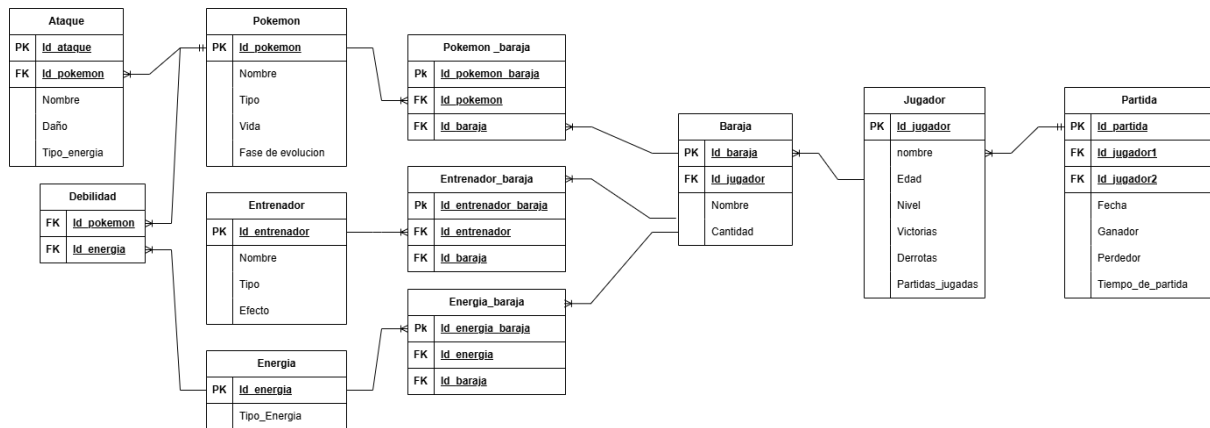 Ataque
PK Id_ataque
FK Id_pokemon
Nombre
Daño
Tipo_energia
Debilidad
FK Id_pokemon
FK Id_energia
Pokemon
PK Id_pokemon
Nombre
Tipo
Vida
Fase de evolucion
Entrenador
PK Id_entrenador
Nombre
Tipo
Efecto
Energia
PK Id_energia
Tipo_Energia
Pokemon _baraja
Pk Id_pokemon_baraja
FK Id_pokemon
FK Id_baraja
Entrenador_baraja
Pk Id_entrenador_baraja
FK Id_entrenador
FK Id_baraja
Energia_baraja
Pk Id_energia_baraja
FK Id_energia
FK Id_baraja
Baraja
PK Id_baraja
FK Id_jugador
Nombre
Cantidad
Jugador
PK Id_jugador
nombre
Edad
Nivel
Victorias
Derrotas
Partidas_jugadas
Partida
PK Id_partida
FK Id_jugador1
FK Id_jugador2
Fecha
Ganador
Perdedor
Tiempo_de_partida